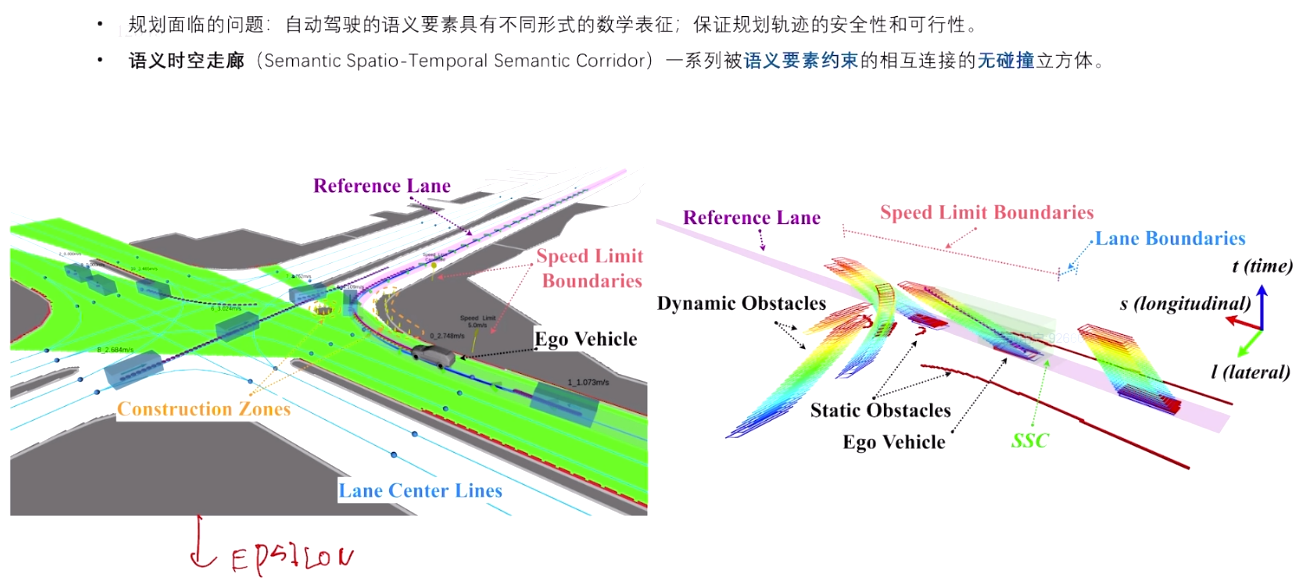 • 规划面临的问题：自动驾驶的语义要素具有不同形式的数学表征；保证规划轨迹的安全性和可行性。
• 语义时空走廊（Semantic Spatio-Temporal Semantic Corridor）一系列被语义要素约束的相互连接的无碰撞立方体。
Reference Lane
Speed Limit
Boundaries
Speed Limit
5.0m/s
0_2.748m/s
Ego Vehicle
8_2.684m/s
1_1.073m/s
Construction Zones
Lane Center Lines
EPSILON
Reference Lane
Speed Limit Boundaries
Lane Boundaries
t (time)
s (longitudinal)
l (lateral)
Dynamic Obstacles
Static Obstacles
Ego Vehicle
SSC